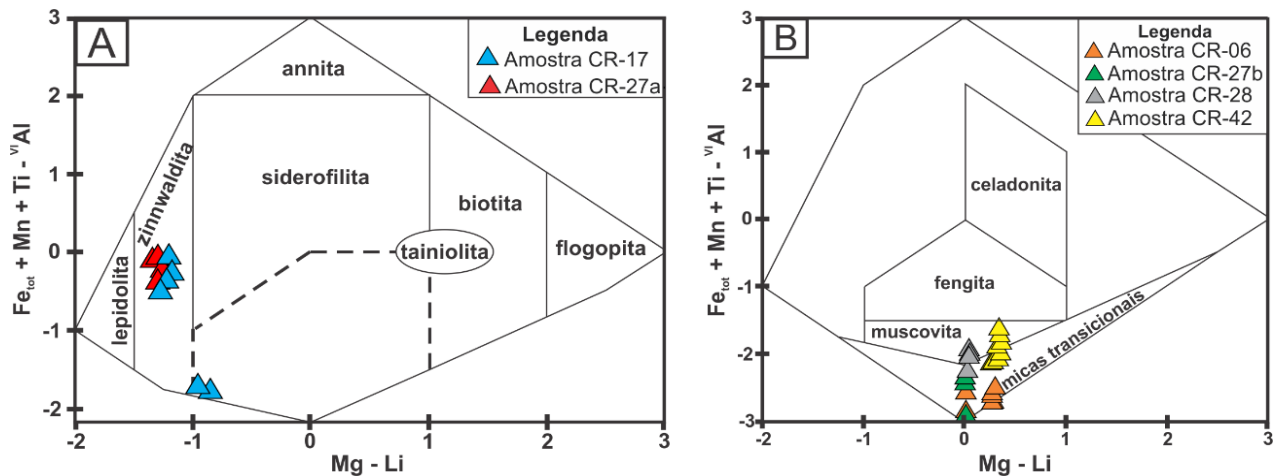 A
Legenda
Amostra CR-17
Amostra CR-27a
annita
zinnwaldita
siderofilita
biotita
tainiolita
flogopita
lepidolita
3
2
1
0
-1
-2
-2 -1 0 1 2 3
Fetot + Mn + Ti - VIAl
Mg - Li
B
Legenda
Amostra CR-06
Amostra CR-27b
Amostra CR-28
Amostra CR-42
celadonita
fengita
muscovita
micas transicionais
3
2
1
0
-1
-2
-3
-2 -1 0 1 2 3
Fetot + Mn + Ti - VIAl
Mg - Li